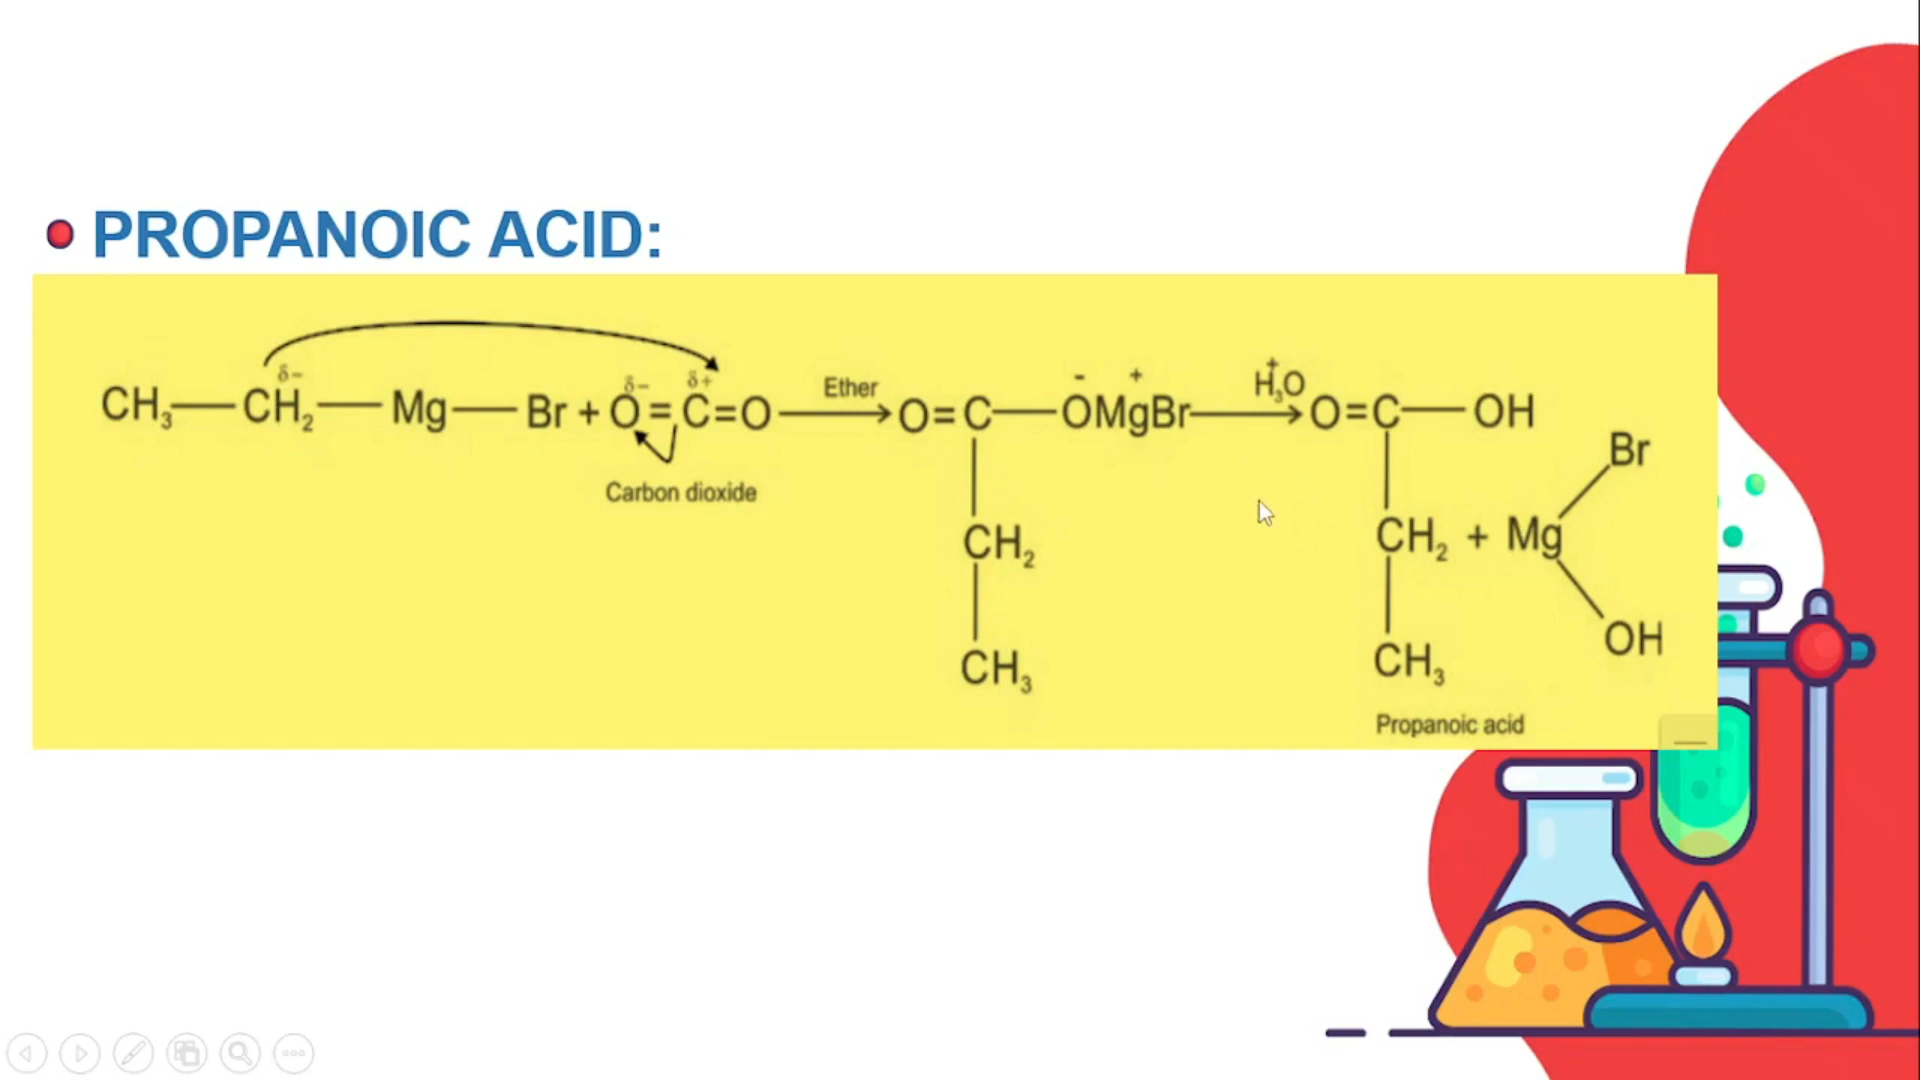 PROPANOIC ACID:
CH₃—CH₂—Mg—Br + O=C=O → O=C—OMgBr → O=C—OH
δ−
δ−
δ+
Ether
- +
H₃O
+
Carbon dioxide
Br
CH₂
CH₂ + Mg
OH
CH₃
CH₃
Propanoic acid